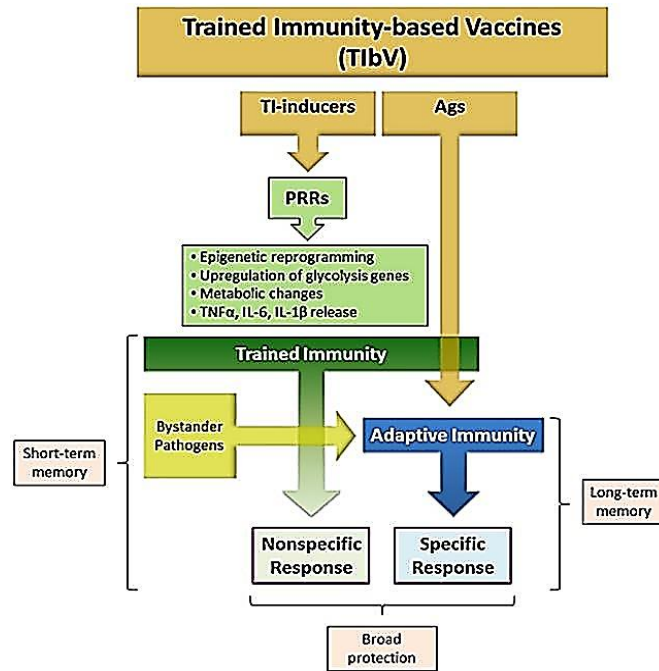 Trained Immunity-based Vaccines
(TIbV)
TI-inducers
Ags
PRRs
• Epigenetic reprogramming
• Upregulation of glycolysis genes
• Metabolic changes
• TNFα, IL-6, IL-1β release
Trained Immunity
Bystander
Pathogens
Adaptive Immunity
Short-term
memory
Long-term
memory
Nonspecific
Response
Specific
Response
Broad
protection